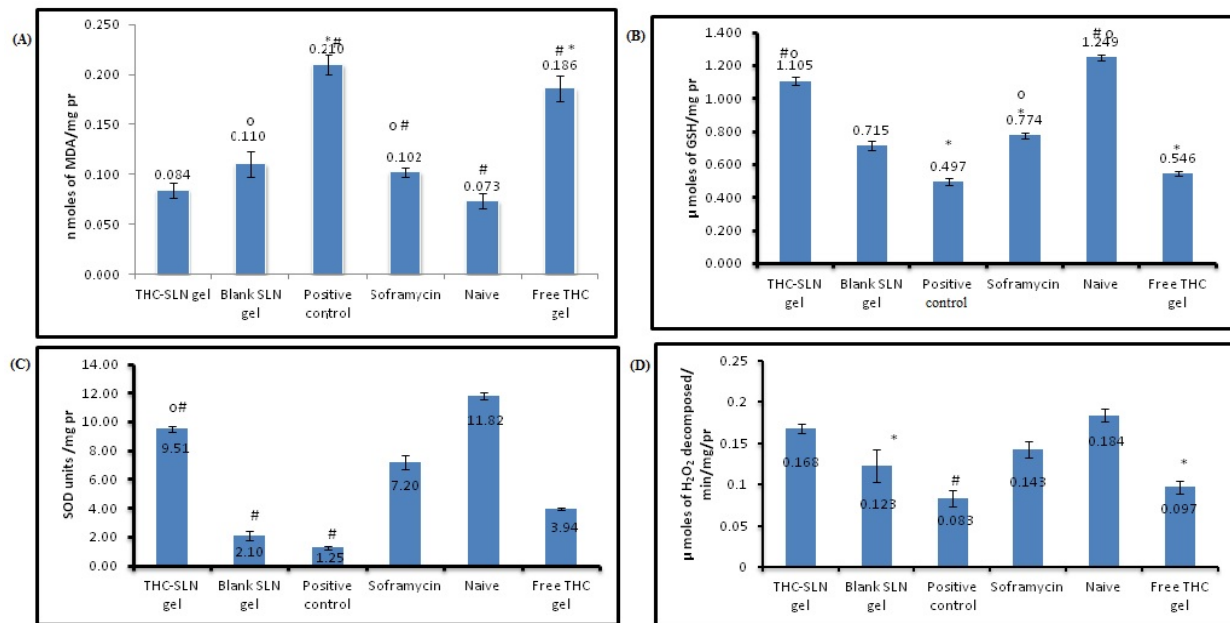 (A)
n moles of MDA/mg pr
0.250
0.200
0.150
0.100
0.050
0.000
0.084
o
0.110
*#
0.210
o #
0.102
#
0.073
# *
0.186
THC-SLN gel
Blank SLN
gel
Positive
control
Soframycin
Naive
Free THC
gel
(B)
µ moles of GSH/mg pr
1.400
1.200
1.000
0.800
0.600
0.400
0.200
0.000
#o
1.105
0.715
*
0.497
o
*
0.774
# o
1.249
*
0.546
THC-SLN
gel
Blank SLN
gel
Positive
control
Soframycin
Naive
Free THC
gel
(C)
SOD units /mg pr
14.00
12.00
10.00
8.00
6.00
4.00
2.00
0.00
o#
9.51
#
2.10
#
1.25
7.20
11.82
3.94
THC-SLN
gel
Blank SLN
gel
Positive
control
Soframycin
Naive
Free THC
gel
(D)
µ moles of H₂O₂ decomposed/
min/mg/pr
0.25
0.2
0.15
0.1
0.05
0
0.168
*
0.123
#
0.083
0.143
0.184
*
0.097
THC-SLN
gel
Blank SLN
gel
Positive
control
Soframycin
Naive
Free THC
gel